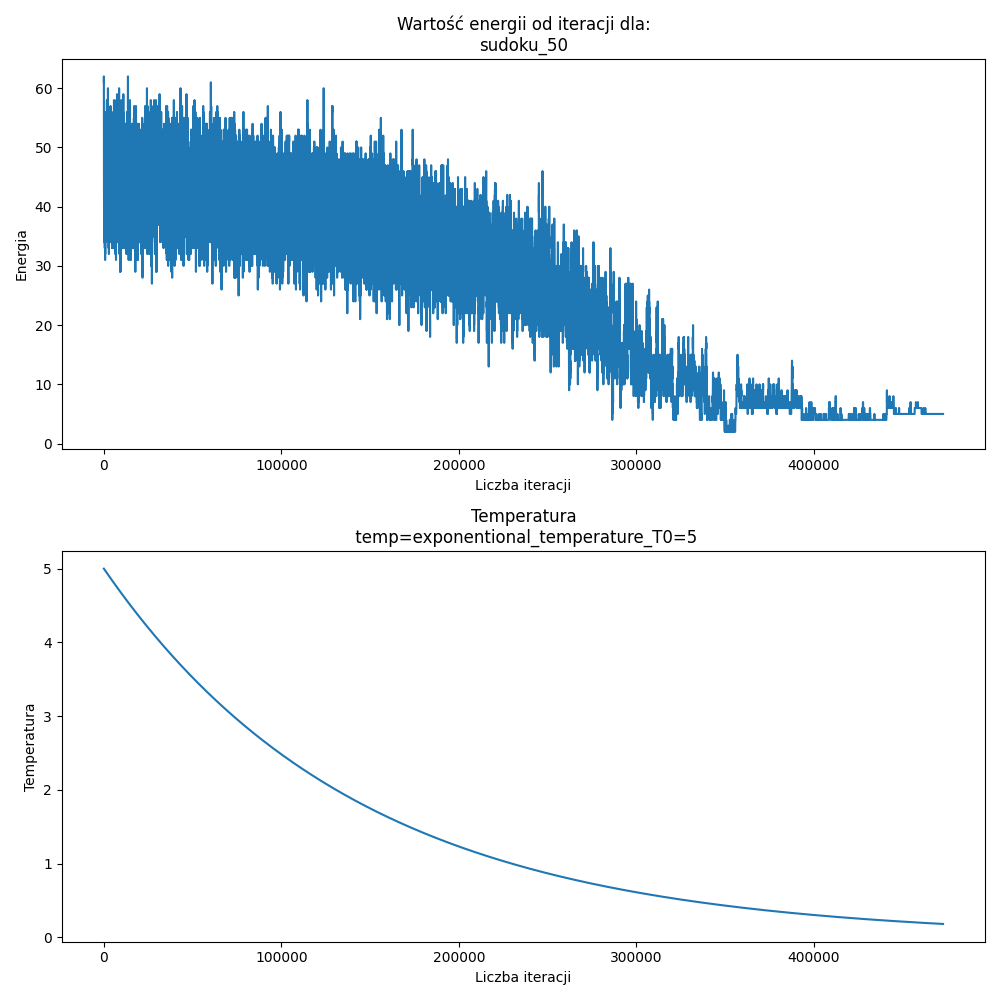 Wartość energii od iteracji dla:
sudoku_50
Energia
60
50
40
30
20
10
0
0 100000 200000 300000 400000
Liczba iteracji
Temperatura
temp=exponentional_temperature_T0=5
Temperatura
5
4
3
2
1
0
0 100000 200000 300000 400000
Liczba iteracji